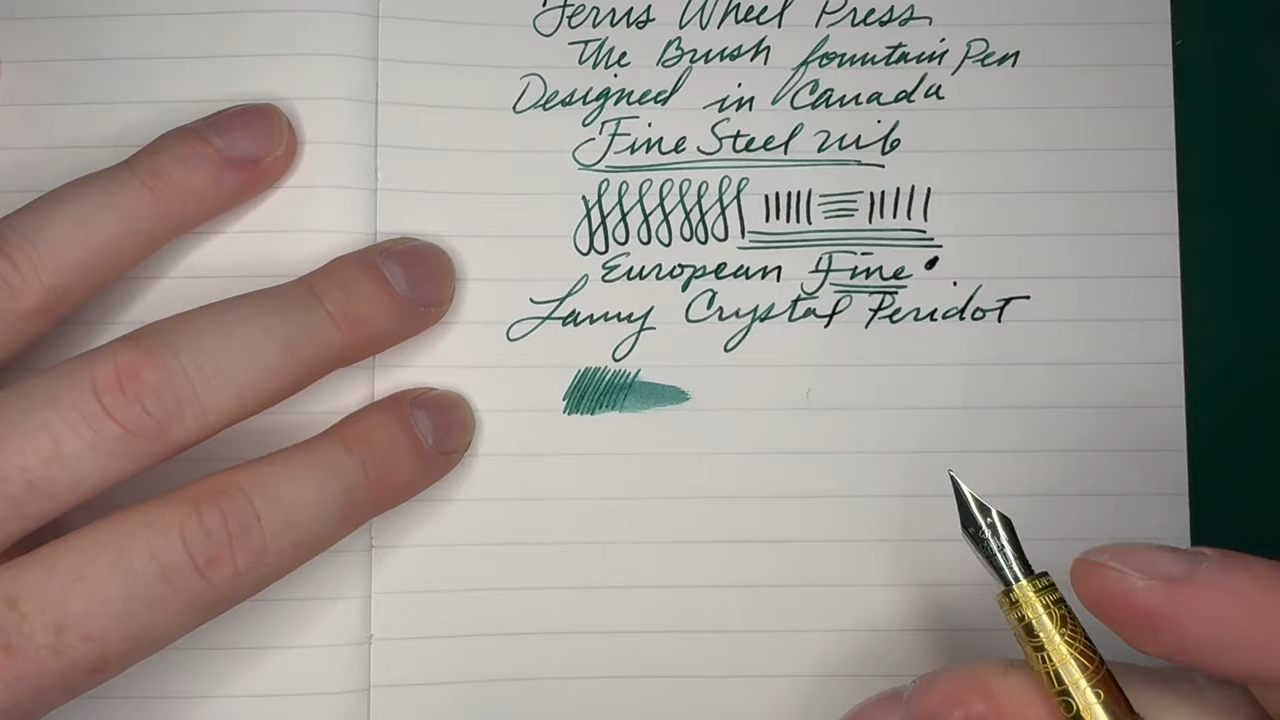 Ferris Wheel Press
The Brush fountain Pen
Designed in Canada
Fine Steel nib
European Fine
Lamy Crystal Peridot